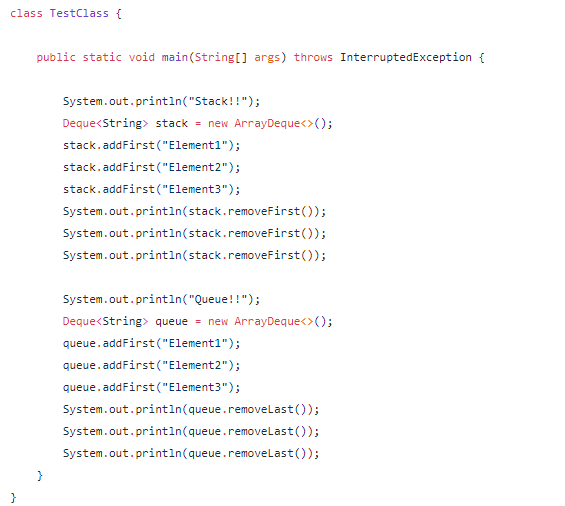 class TestClass {
public static void main(String[] args) throws InterruptedException {
System.out.println("Stack!!");
Deque<String> stack = new ArrayDeque<>();
stack.addFirst("Element1");
stack.addFirst("Element2");
stack.addFirst("Element3");
System.out.println(stack.removeFirst());
System.out.println(stack.removeFirst());
System.out.println(stack.removeFirst());
System.out.println("Queue!!");
Deque<String> queue = new ArrayDeque<>();
queue.addFirst("Element1");
queue.addFirst("Element2");
queue.addFirst("Element3");
System.out.println(queue.removeLast());
System.out.println(queue.removeLast());
System.out.println(queue.removeLast());
}
}